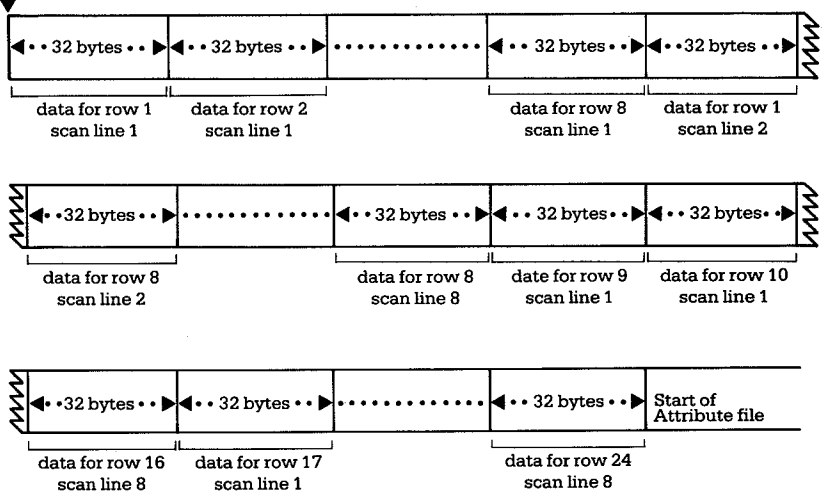 32 bytes 32 bytes 32 bytes 32 bytes
data for row 1 data for row 2 data for row 8 data for row 1
scan line 1 scan line 1 scan line 1 scan line 2
32 bytes 32 bytes 32 bytes 32 bytes
data for row 8 data for row 8 date for row 9 data for row 10
scan line 2 scan line 8 scan line 1 scan line 1
32 bytes 32 bytes 32 bytes Start of
Attribute file
data for row 16 data for row 17 data for row 24
scan line 8 scan line 1 scan line 8